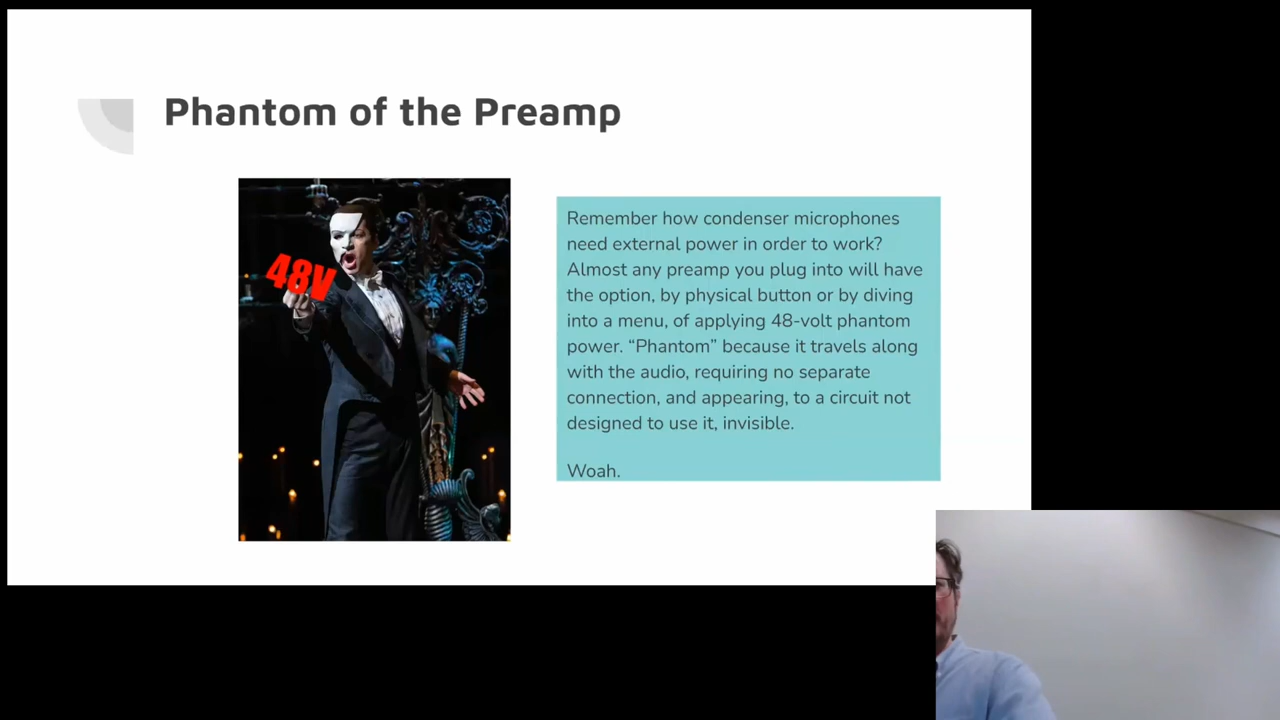 Phantom of the Preamp
48V
Remember how condenser microphones
need external power in order to work?
Almost any preamp you plug into will have
the option, by physical button or by diving
into a menu, of applying 48-volt phantom
power. “Phantom” because it travels along
with the audio, requiring no separate
connection, and appearing, to a circuit not
designed to use it, invisible.
Woah.